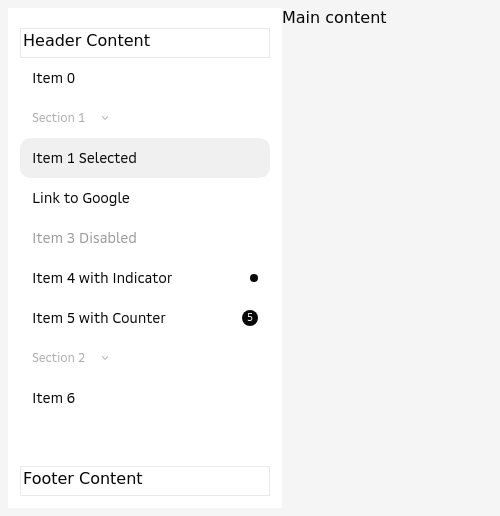 Header Content
Item 0
Section 1
Item 1 Selected
Link to Google
Item 3 Disabled
Item 4 with Indicator
Item 5 with Counter 5
Section 2
Item 6
Footer Content
Main content